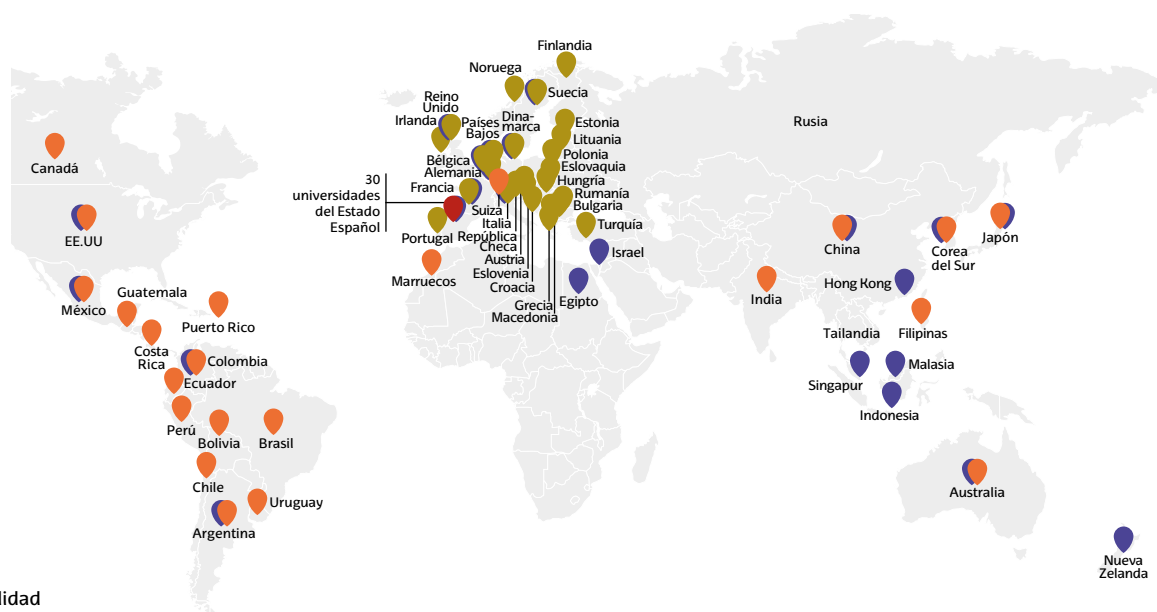 Finlandia
Noruega
Suecia
Reino
Unido
Irlanda
Países
Bajos
Dina-
marca
Estonia
Lituania
Polonia
Eslovaquia
Hungría
Rumanía
Bulgaria
Turquía
Bélgica
Alemania
Francia
30
universidades
del Estado
Español
Portugal
Suiza
Italia
República
Checa
Austria
Eslovenia
Croacia
Grecia
Macedonia
Marruecos
Israel
Egipto
Rusia
Canadá
EE.UU
México
Guatemala
Puerto Rico
Costa
Rica
Colombia
Ecuador
Perú
Bolivia
Brasil
Chile
Uruguay
Argentina
China
Corea
del Sur
Japón
India
Hong Kong
Tailandia
Filipinas
Singapur
Malasia
Indonesia
Australia
Nueva
Zelanda
lidad